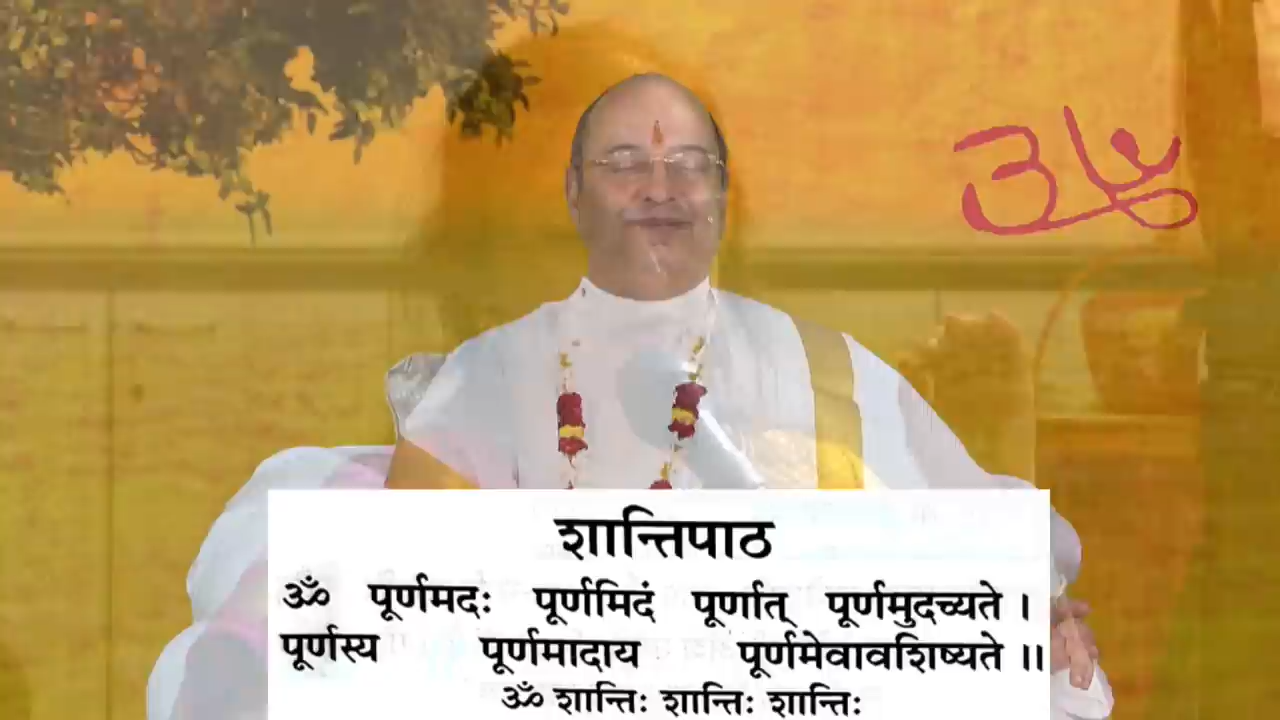 ॐ
शान्तिपाठ
ॐ पूर्णमदः पूर्णमिदं पूर्णात् पूर्णमुदच्यते ।
पूर्णस्य पूर्णमादाय पूर्णमेवावशिष्यते ॥
ॐ शान्तिः शान्तिः शान्तिः